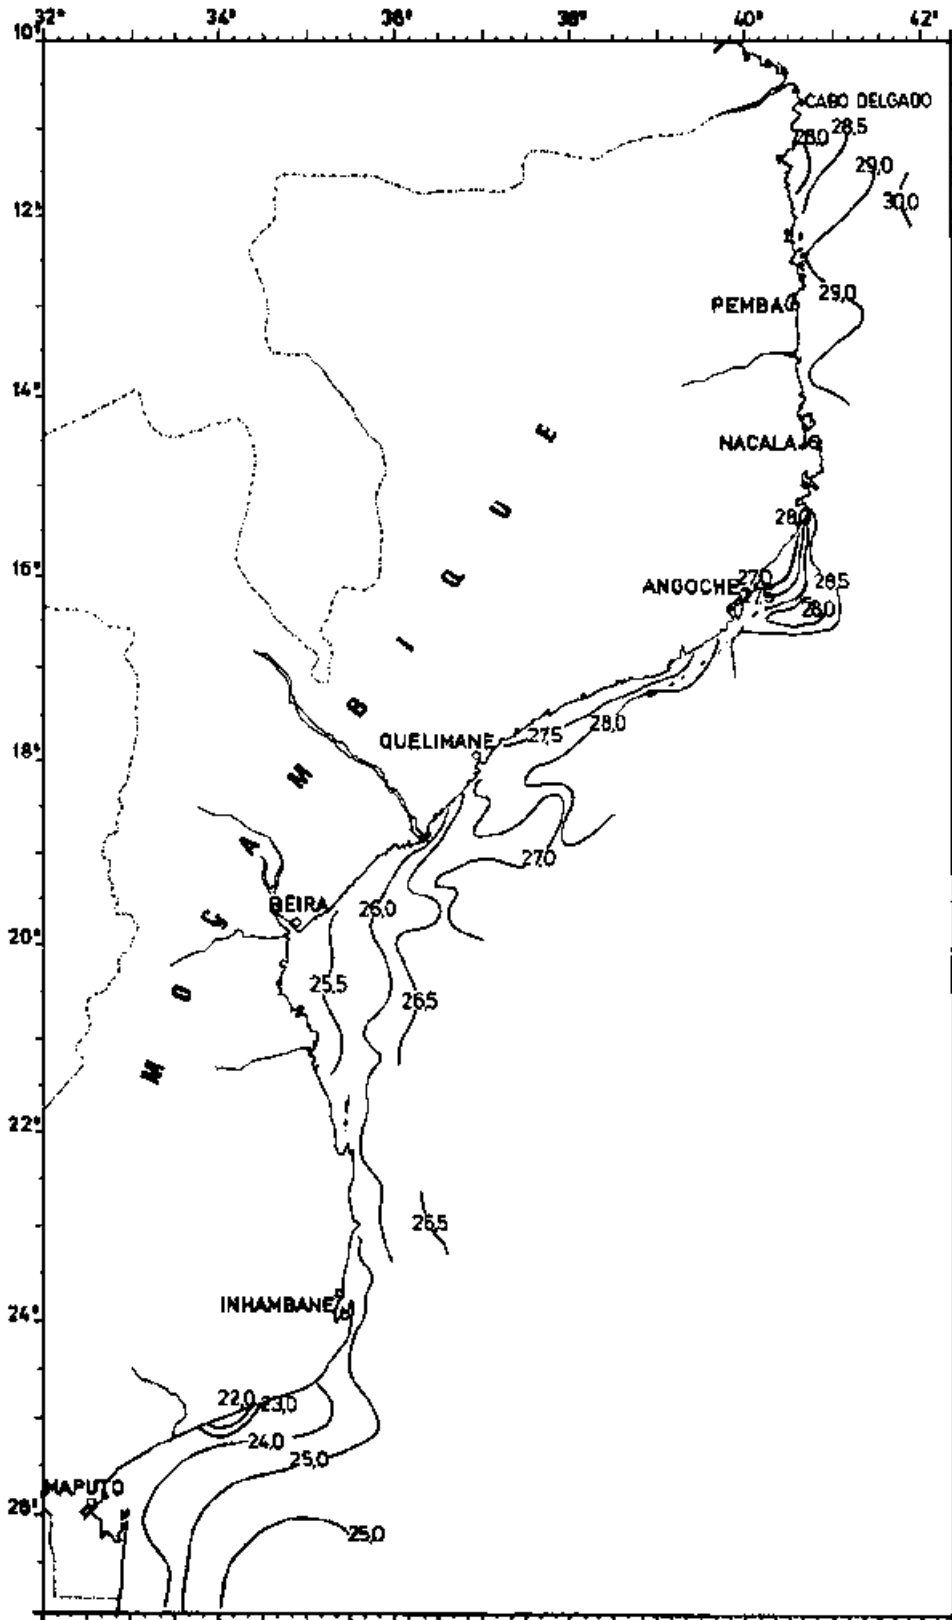 32° 34° 36° 38° 40° 42°
10°
CABO DELGADO
28,0 28,5
29,0
30,0
12°
29,0
PEMBA
14°
E
NACALA
U
28,0
16°
Q
27,0
28,5
ANGOCHE
27,5
28,0
I
B
28,0
27,5
QUELIMANE
18°
M
A
27,0
BEIRA
26,0
Ç
20°
25,5
O
26,5
M
22°
26,5
INHAMBANE
24°
22,0 23,0
24,0
25,0
MAPUTO
26°
25,0